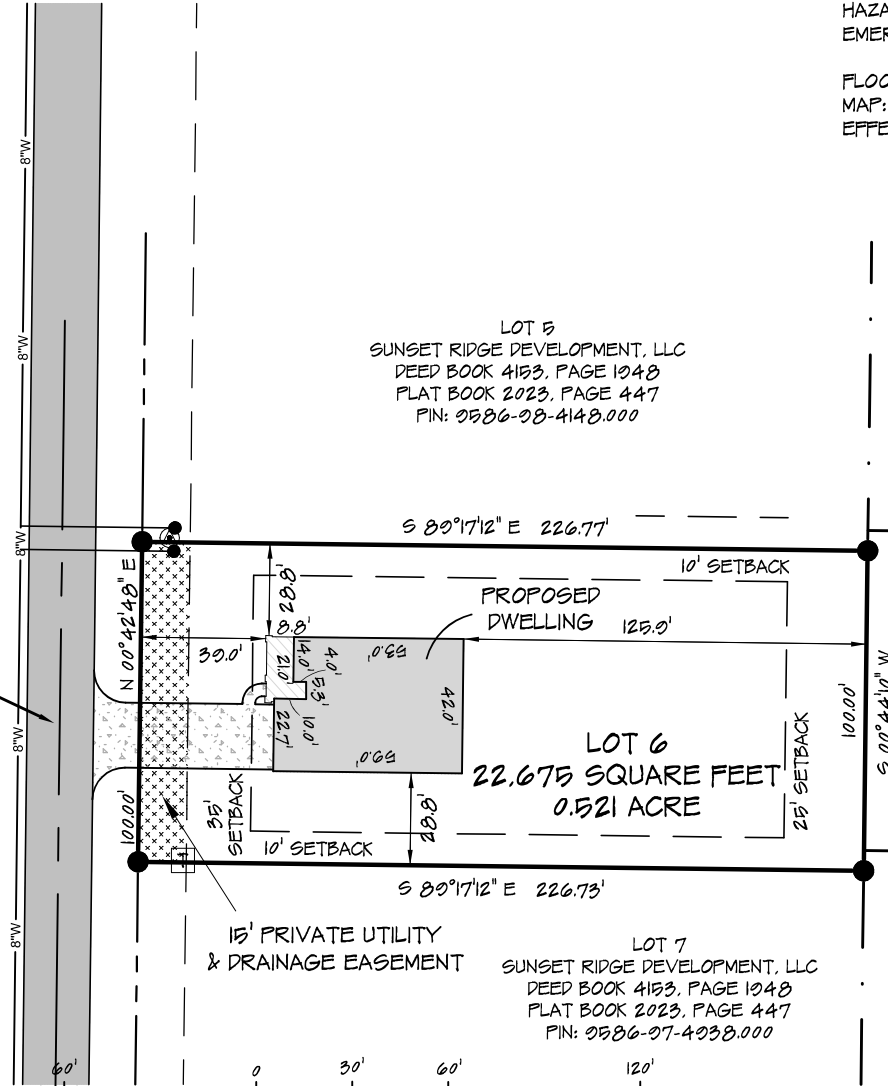 HAZA
EMER
FLOO
MAP:
EFFE
8"W
8"W
LOT 5
SUNSET RIDGE DEVELOPMENT, LLC
DEED BOOK 4153, PAGE 1948
PLAT BOOK 2023, PAGE 447
PIN: 9586-98-4148.000
S 89°17'12" E 226.77'
8"W
10' SETBACK
N 00°42'48" E
28.8'
PROPOSED
DWELLING
8.8'
125.9'
39.0'
21.0'
14.0'
4.0'
5.3'
53.0'
42.0'
10.0'
22.7'
59.0'
8"W
LOT 6
22,675 SQUARE FEET
0.521 ACRE
100.00'
S 00°44'10" W
25' SETBACK
100.00'
35'
SETBACK
28.8'
10' SETBACK
S 89°17'12" E 226.73'
8"W
15' PRIVATE UTILITY
& DRAINAGE EASEMENT
LOT 7
SUNSET RIDGE DEVELOPMENT, LLC
DEED BOOK 4153, PAGE 1948
PLAT BOOK 2023, PAGE 447
PIN: 9586-97-4938.000
60'
0
30'
60'
120'